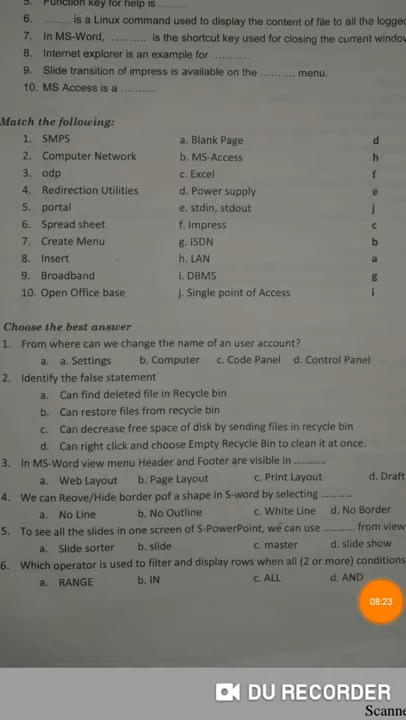 5. Function key for help is ........
6. ........ is a Linux command used to display the content of file to all the logged
7. In MS-Word, ........... is the shortcut key used for closing the current window
8. Internet explorer is an example for .......... .
9. Slide transition of impress is available on the ......... menu.
10. MS Access is a ..........
Match the following:
1. SMPS a. Blank Page d
2. Computer Network b. MS-Access h
3. odp c. Excel f
4. Redirection Utilities d. Power supply e
5. portal e. stdin, stdout j
6. Spread sheet f. Impress c
7. Create Menu g. ISDN b
8. Insert h. LAN a
9. Broadband i. DBMS g
10. Open Office base j. Single point of Access i
Choose the best answer
1. From where can we change the name of an user account?
a. a. Settings b. Computer c. Code Panel d. Control Panel
2. Identify the false statement
a. Can find deleted file in Recycle bin
b. Can restore files from recycle bin
c. Can decrease free space of disk by sending files in recycle bin
d. Can right click and choose Empty Recycle Bin to clean it at once.
3. In MS-Word view menu Header and Footer are visible in ...........
a. Web Layout b. Page Layout c. Print Layout d. Draft
4. We can Reove/Hide border pof a shape in S-word by selecting ...........
a. No Line b. No Outline c. White Line d. No Border
5. To see all the slides in one screen of S-PowerPoint, we can use ........... from view
a. Slide sorter b. slide c. master d. slide show
6. Which operator is used to filter and display rows when all (2 or more) conditions
a. RANGE b. IN c. ALL d. AND
08:23
DU RECORDER
Scanne